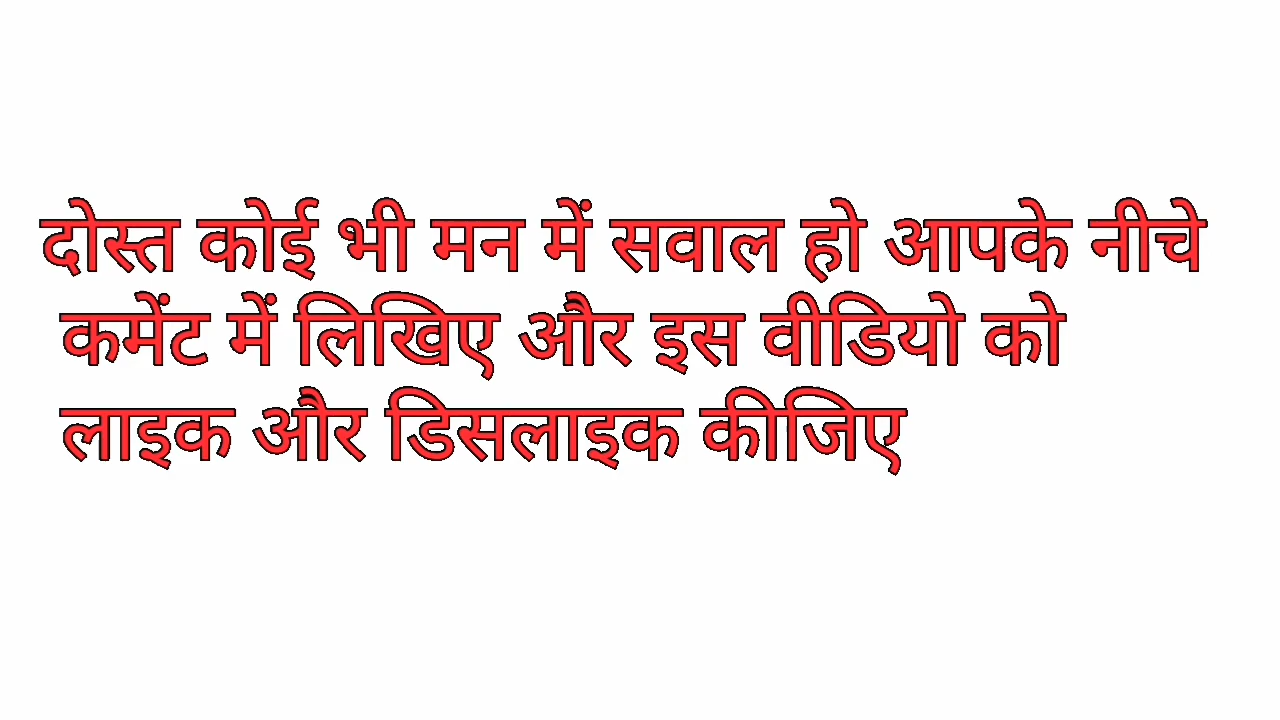 दोस्त कोई भी मन में सवाल हो आपके नीचे
कमेंट में लिखिए और इस वीडियो को
लाइक और डिसलाइक कीजिए